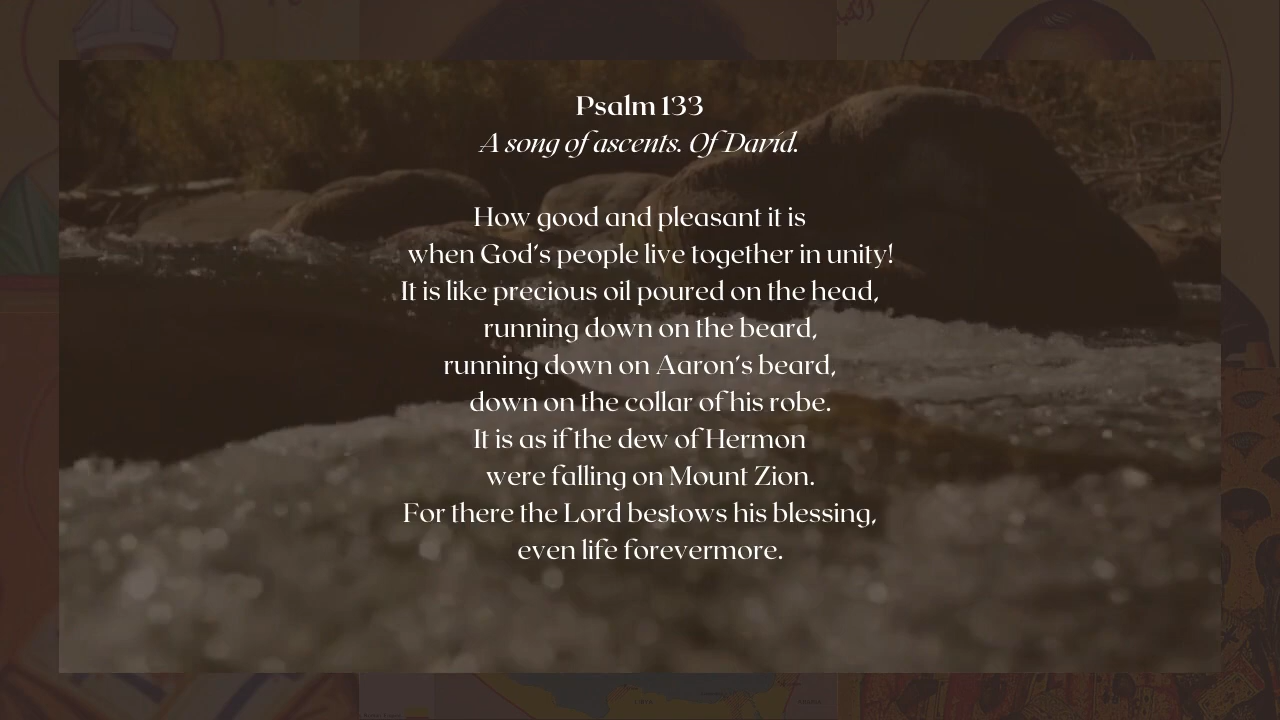 Psalm 133
A song of ascents. Of David.
How good and pleasant it is
when God's people live together in unity!
It is like precious oil poured on the head,
running down on the beard,
running down on Aaron's beard,
down on the collar of his robe.
It is as if the dew of Hermon
were falling on Mount Zion.
For there the Lord bestows his blessing,
even life forevermore.